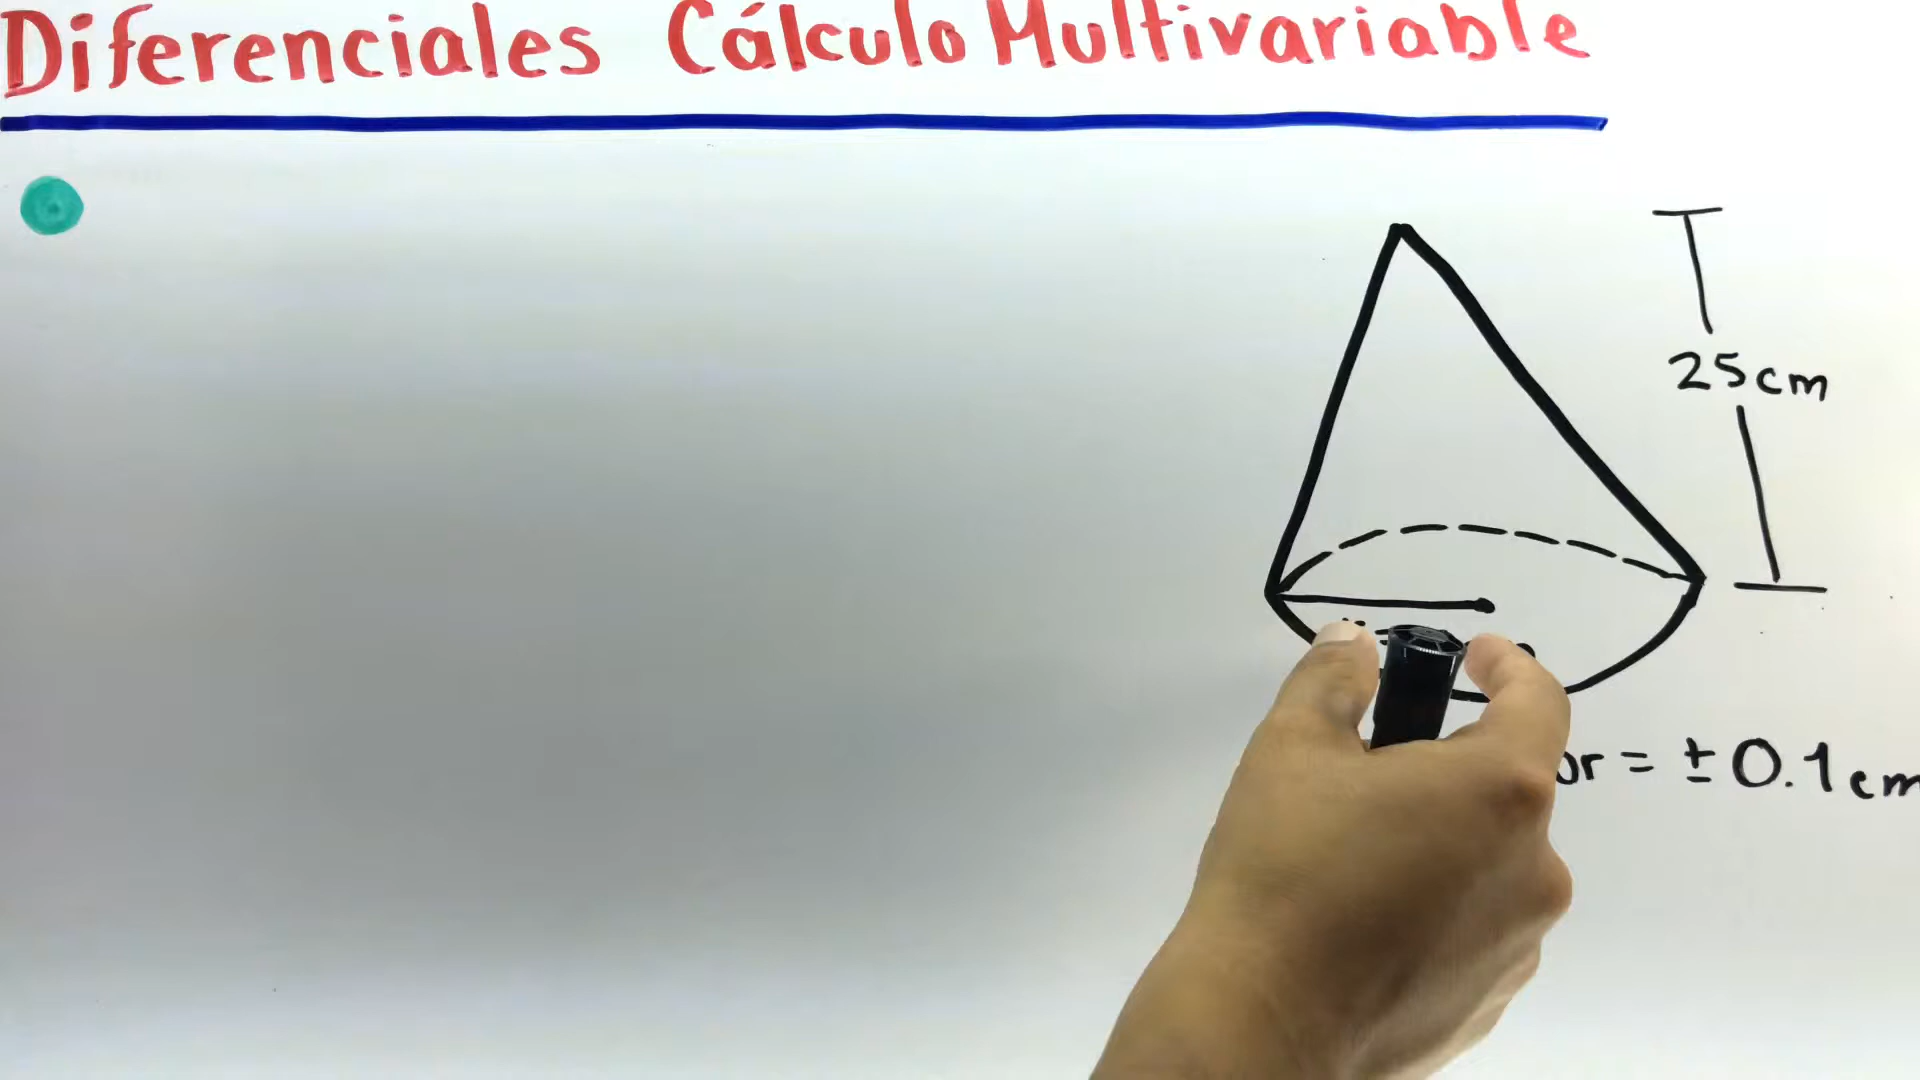 Diferenciales Cálculo Multivariable
25cm
= ±0.1cm